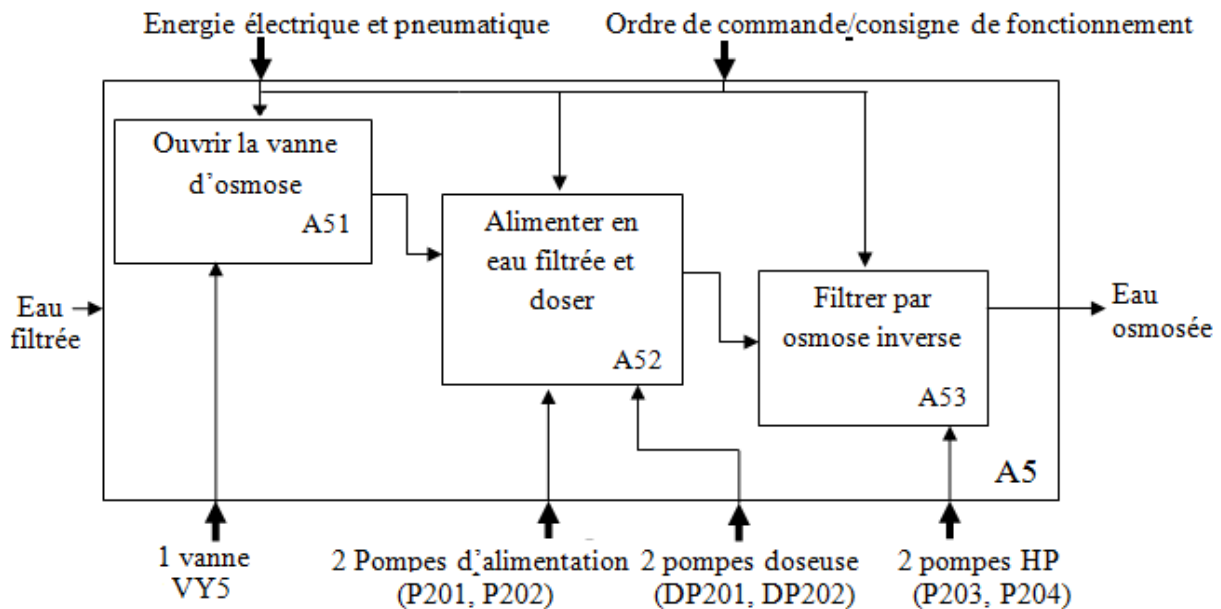 Energie électrique et pneumatique
Ordre de commande/consigne de fonctionnement
Ouvrir la vanne
d’osmose
A51
Alimenter en
eau filtrée et
doser
A52
Filtrer par
osmose inverse
A53
Eau
filtrée
Eau
osmosée
A5
1 vanne
VY5
2 Pompes d’alimentation
(P201, P202)
2 pompes doseuse
(DP201, DP202)
2 pompes HP
(P203, P204)